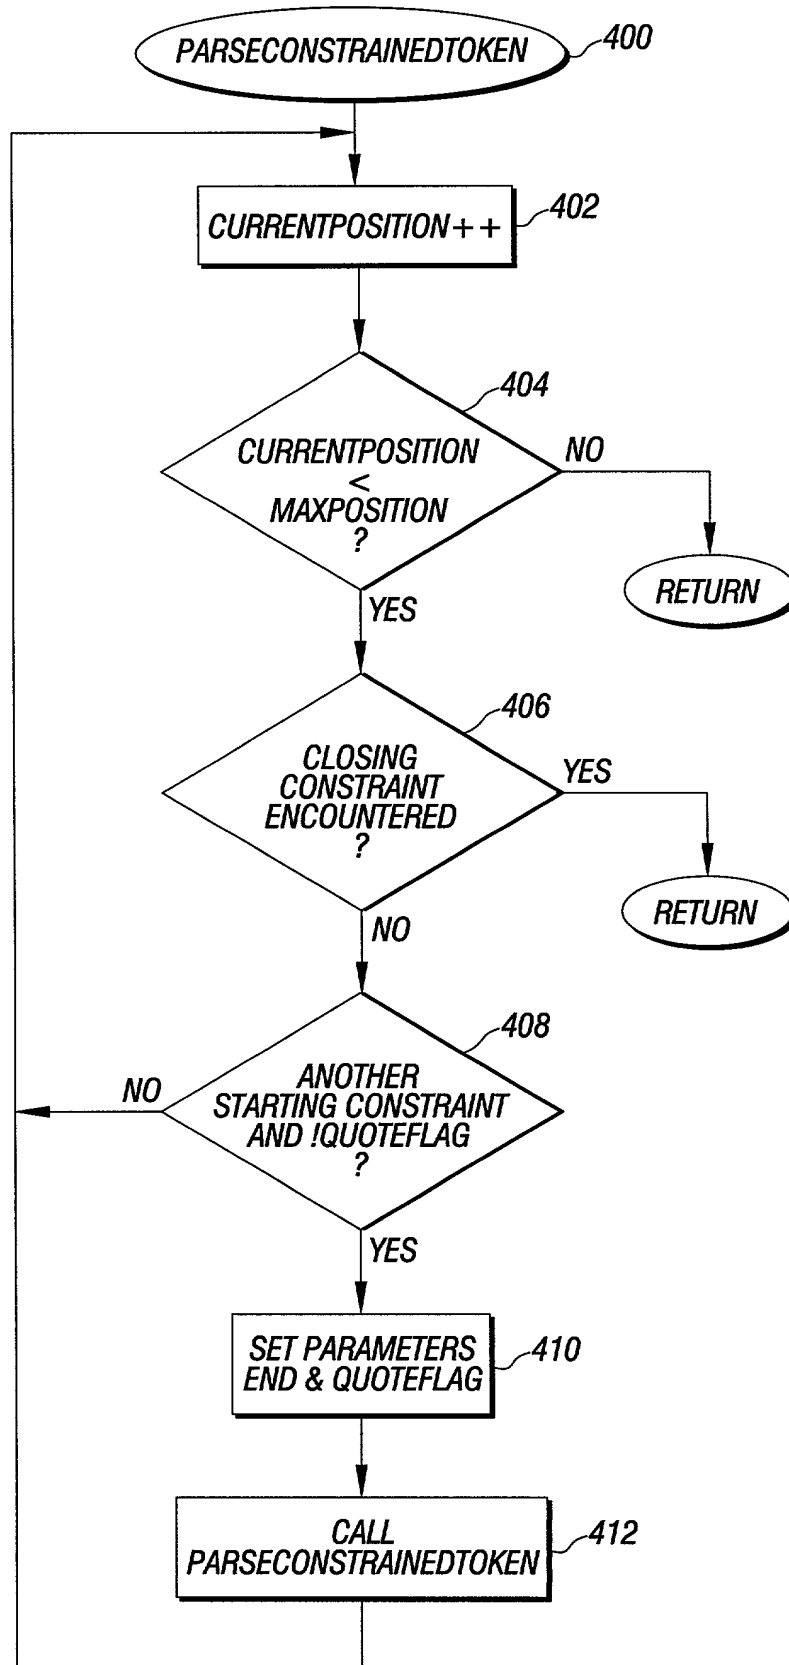 PARSECONSTRAINEDTOKEN
400
CURRENTPOSITION++
402
404
CURRENTPOSITION
<
MAXPOSITION
?
NO
RETURN
YES
406
CLOSING
CONSTRAINT
ENCOUNTERED
?
YES
RETURN
NO
408
ANOTHER
STARTING CONSTRAINT
AND !QUOTEFLAG
?
NO
YES
SET PARAMETERS
END & QUOTEFLAG
410
CALL
PARSECONSTRAINEDTOKEN
412